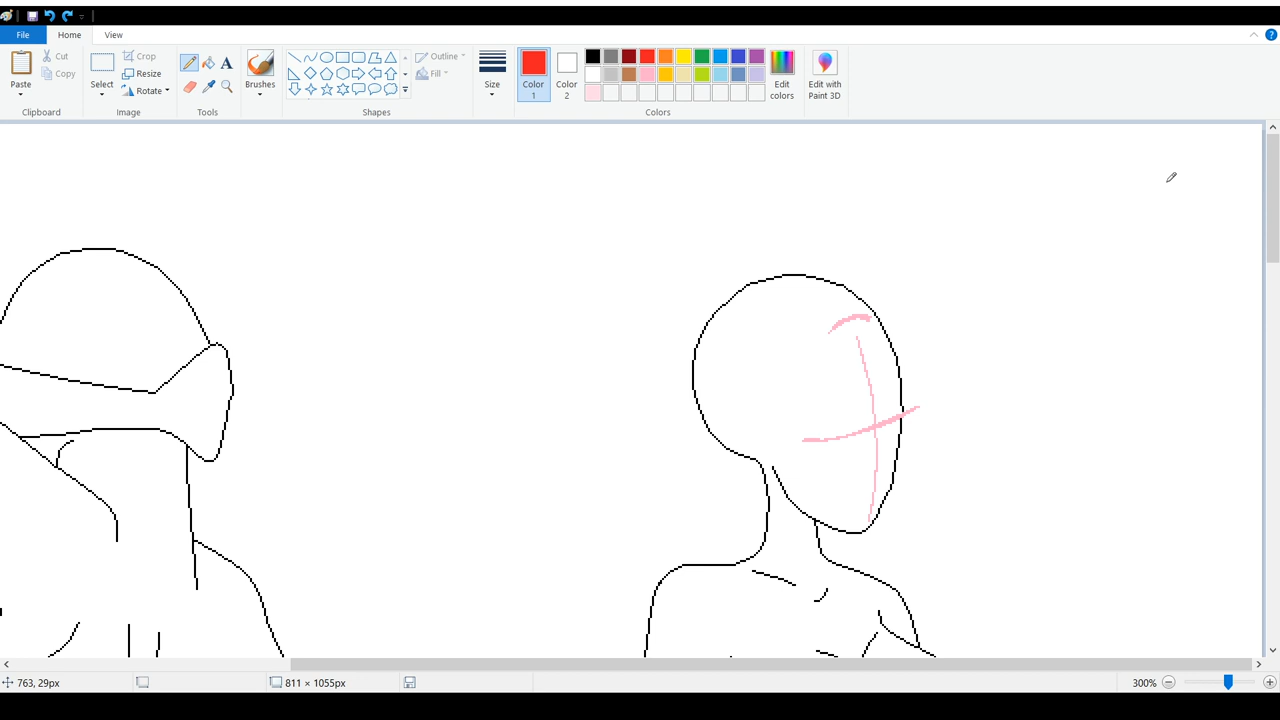 File Home View
Paste
Cut
Copy
Clipboard
Select
Crop
Resize
Rotate
Image
A
Tools
Brushes
Outline
Fill
Shapes
Size
Color 1
Color 2
Edit colors
Colors
Edit with Paint 3D
?
763, 29px
811 × 1055px
300%